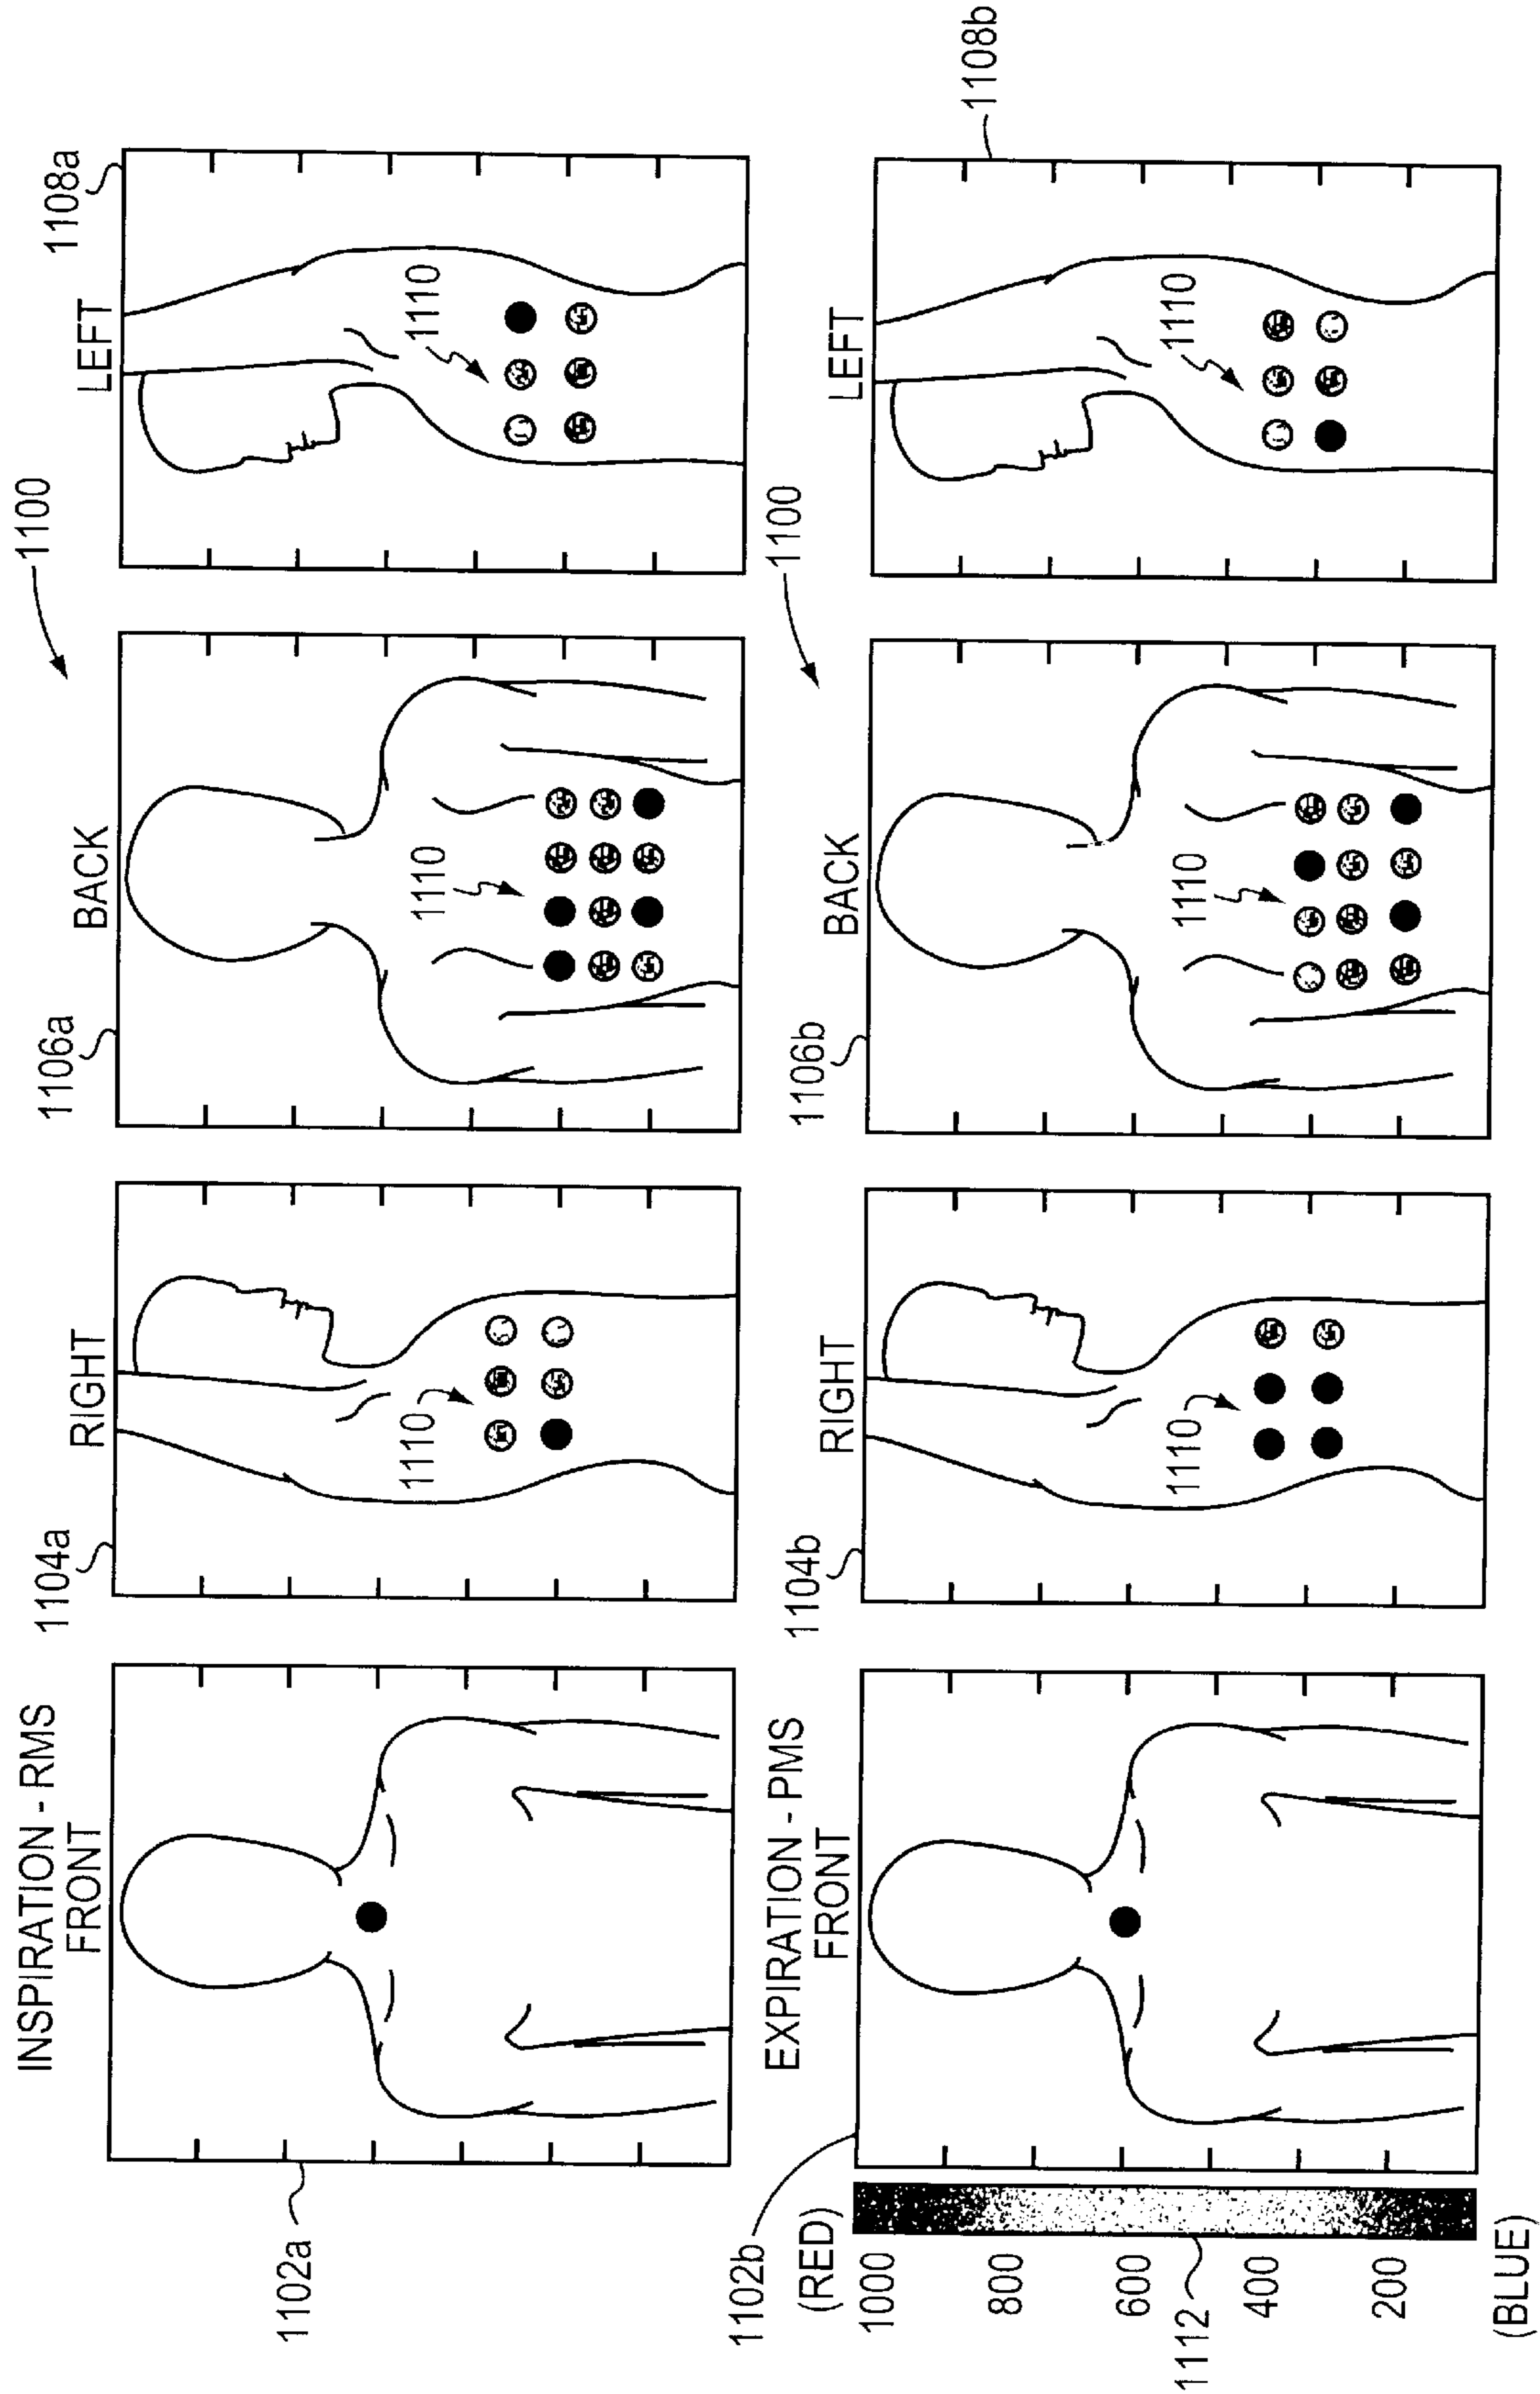 1100
INSPIRATION - RMS
FRONT
RIGHT
BACK
LEFT
1102a
1104a
1106a
1108a
1110
1110
1110
1100
EXPIRATION - PMS
FRONT
RIGHT
BACK
LEFT
1102b
1104b
1106b
1108b
1110
1110
1110
(RED)
1000
800
600
400
200
(BLUE)
1112